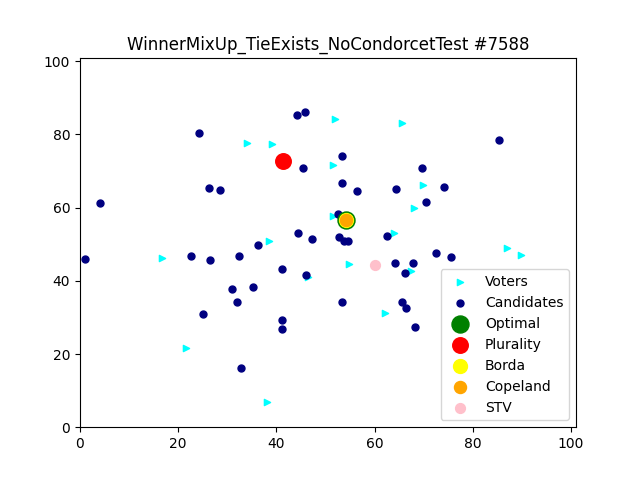 WinnerMixUp_TieExists_NoCondorcetTest #7588
100
80
60
40
20
0
0 20 40 60 80 100
Voters
Candidates
Optimal
Plurality
Borda
Copeland
STV